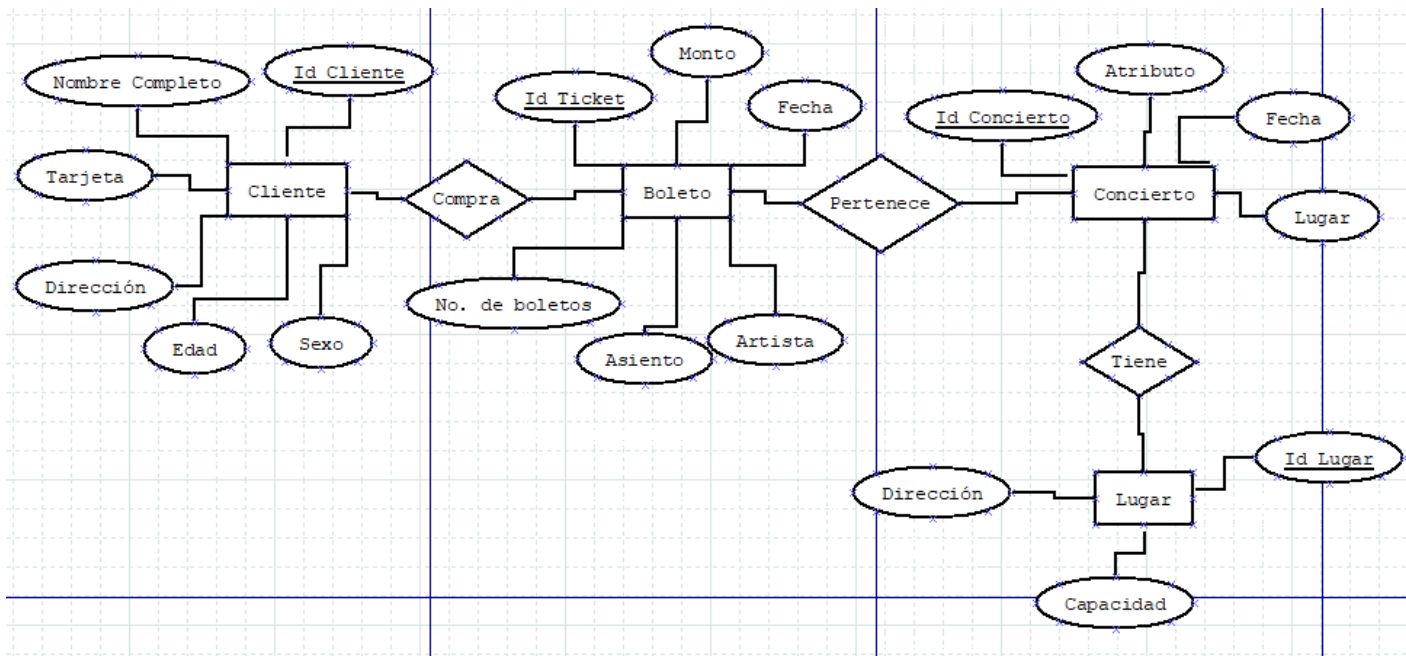 Nombre Completo
Id Cliente
Tarjeta
Cliente
Dirección
Edad
Sexo
Compra
Id Ticket
Monto
Fecha
Boleto
No. de boletos
Asiento
Artista
Pertenece
Id Concierto
Atributo
Fecha
Concierto
Lugar
Tiene
Dirección
Lugar
Id Lugar
Capacidad